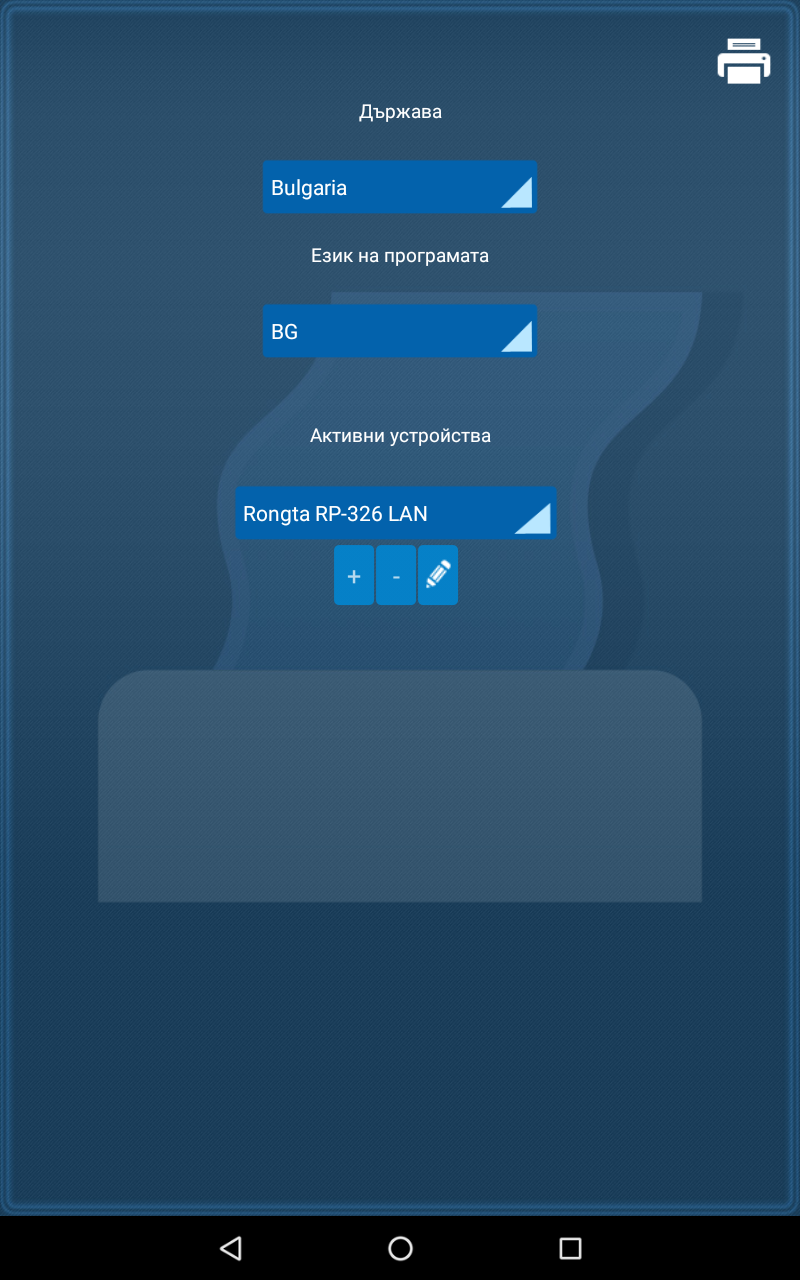 Държава
Bulgaria
Език на програмата
BG
Активни устройства
Rongta RP-326 LAN
+ -